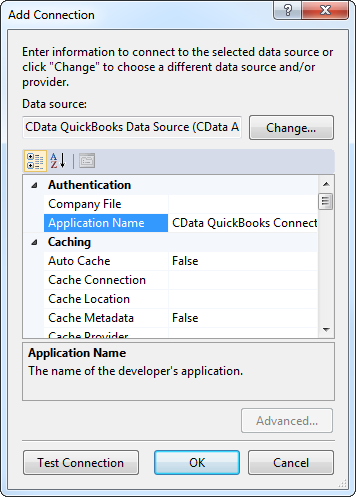 Add Connection
Enter information to connect to the selected data source or
click "Change" to choose a different data source and/or
provider.
Data source:
CData QuickBooks Data Source (CData A
Change...
Authentication
Company File
Application Name CData QuickBooks Connect
Caching
Auto Cache False
Cache Connection
Cache Location
Cache Metadata False
Cache Provider
Application Name
The name of the developer's application.
Advanced...
Test Connection OK Cancel